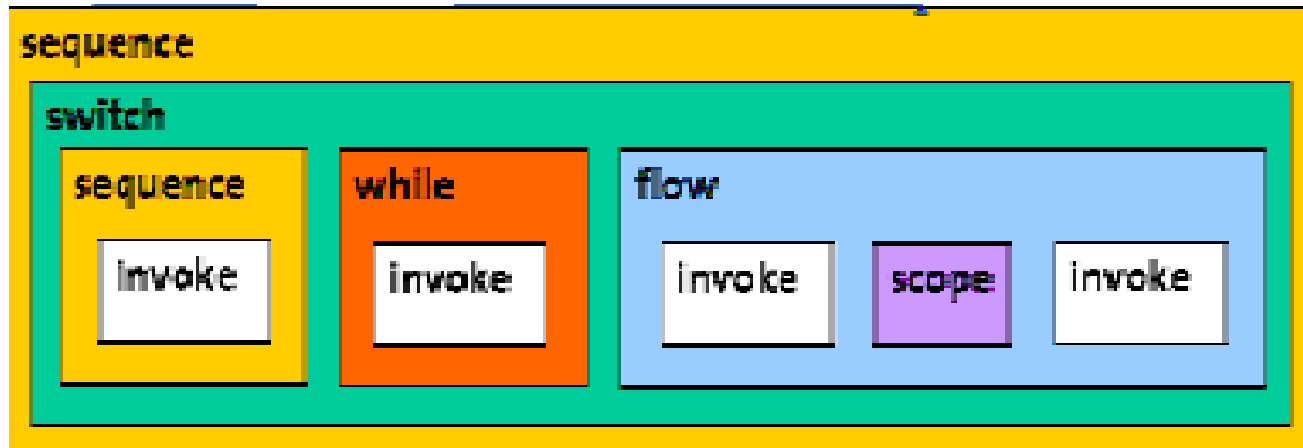 sequence
switch
sequence while flow
invoke invoke invoke scope invoke